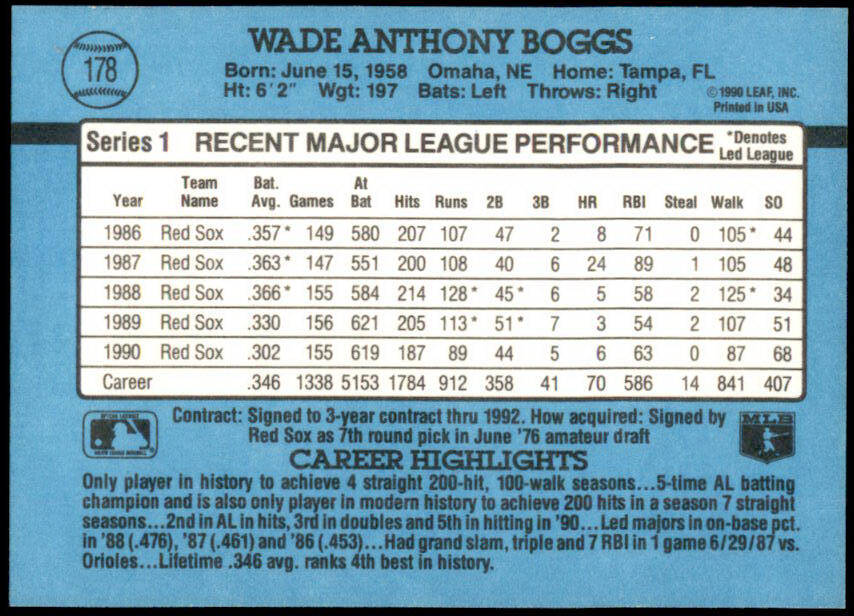 178
WADE ANTHONY BOGGS
Born: June 15, 1958 Omaha, NE Home: Tampa, FL
Ht: 6'2" Wgt: 197 Bats: Left Throws: Right
©1990 LEAF, INC.
Printed in USA
Series 1 RECENT MAJOR LEAGUE PERFORMANCE *Denotes
Led League
Team Bat. At
Year Name Avg. Games Bat Hits Runs 2B 3B HR RBI Steal Walk SO
1986 Red Sox .357* 149 580 207 107 47 2 8 71 0 105* 44
1987 Red Sox .363* 147 551 200 108 40 6 24 89 1 105 48
1988 Red Sox .366* 155 584 214 128* 45* 6 5 58 2 125* 34
1989 Red Sox .330 156 621 205 113* 51* 7 3 54 2 107 51
1990 Red Sox .302 155 619 187 89 44 5 6 63 0 87 68
Career .346 1338 5153 1784 912 358 41 70 586 14 841 407
Contract: Signed to 3-year contract thru 1992. How acquired: Signed by
Red Sox as 7th round pick in June '76 amateur draft
MLB
CAREER HIGHLIGHTS
Only player in history to achieve 4 straight 200-hit, 100-walk seasons...5-time AL batting
champion and is also only player in modern history to achieve 200 hits in a season 7 straight
seasons...2nd in AL in hits, 3rd in doubles and 5th in hitting in '90...Led majors in on-base pct.
in '88 (.476), '87 (.461) and '86 (.453)...Had grand slam, triple and 7 RBI in 1 game 6/29/87 vs.
Orioles...Lifetime .346 avg. ranks 4th best in history.